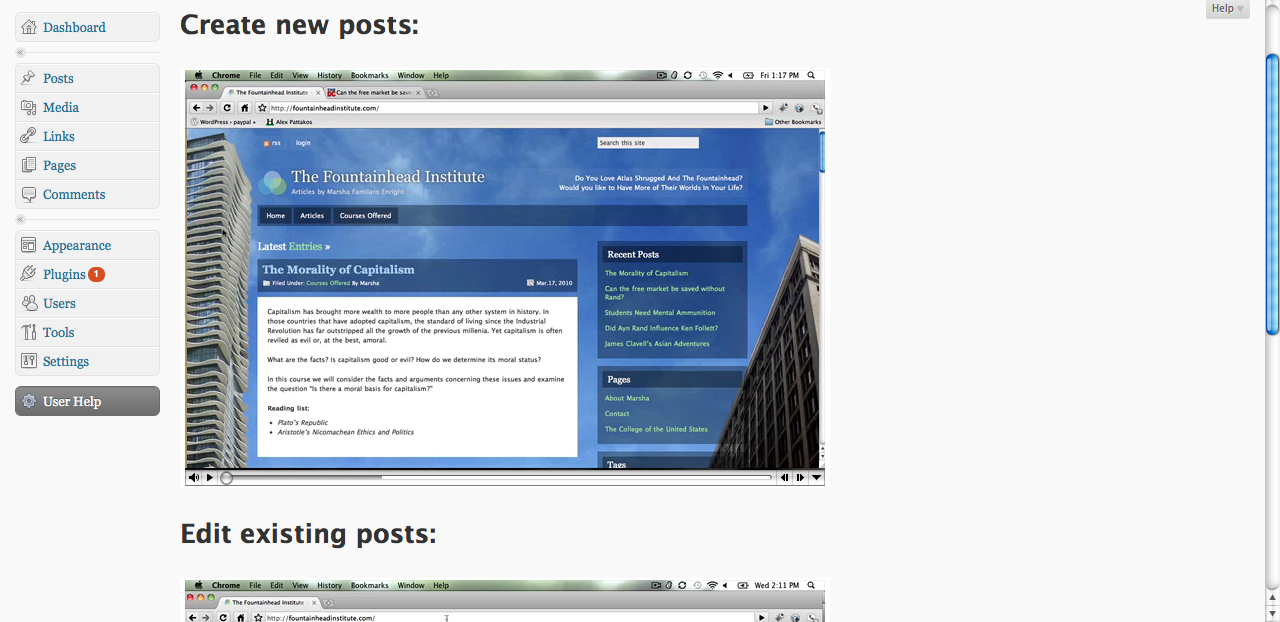 Help
Dashboard
Posts
Media
Links
Pages
Comments
Appearance
Plugins 1
Users
Tools
Settings
User Help
Create new posts:
Chrome File Edit View History Bookmarks Window Help
Fri 1:17 PM
The Fountainhead Institute
Can the free market be sav
http://fountainheadinstitute.com/
WordPress › paypal «
Alex Pattakos
Other Bookmarks
rss login
Search this site
The Fountainhead Institute
Articles by Marsha Familaro Enright
Do You Love Atlas Shrugged And The Fountainhead?
Would you like to Have More of Their Worlds In Your Life?
Home Articles Courses Offered
Latest Entries »
The Morality of Capitalism
Filed Under: Courses Offered By Marsha
Mar.17, 2010
Capitalism has brought more wealth to more people than any other system in history. In
those countries that have adopted capitalism, the standard of living since the Industrial
Revolution has far outstripped all the growth of the previous millenia. Yet capitalism is often
reviled as evil or, at the best, amoral.
What are the facts? Is capitalism good or evil? How do we determine its moral status?
In this course we will consider the facts and arguments concerning these issues and examine
the question "Is there a moral basis for capitalism?"
Reading list:
• Plato's Republic
• Aristotle's Nicomachean Ethics and Politics
Recent Posts
The Morality of Capitalism
Can the free market be saved without
Rand?
Students Need Mental Ammunition
Did Ayn Rand Influence Ken Follett?
James Clavell's Asian Adventures
Pages
About Marsha
Contact
The College of the United States
Tags
Edit existing posts:
Chrome File Edit View History Bookmarks Window Help
Wed 2:11 PM
The Fountainhead Institute
http://fountainheadinstitute.com/